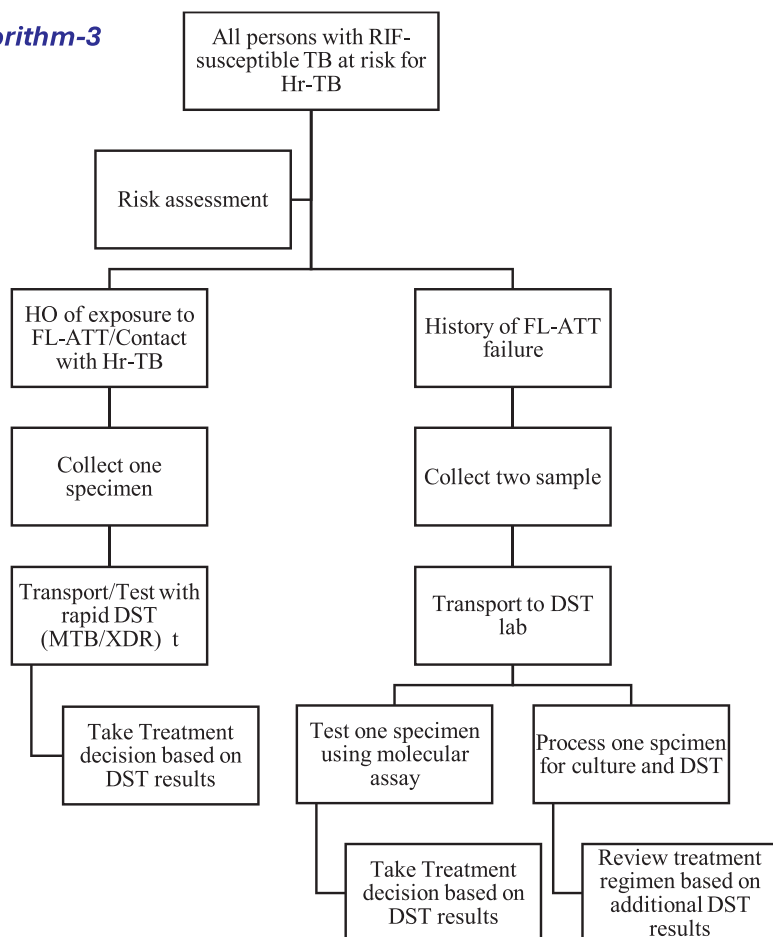 orithm-3
All persons with RIF-
susceptible TB at risk for
Hr-TB
Risk assessment
HO of exposure to
FL-ATT/Contact
with Hr-TB
History of FL-ATT
failure
Collect one
specimen
Collect two sample
Transport/Test with
rapid DST
(MTB/XDR) t
Transport to DST
lab
Take Treatment
decision based on
DST results
Test one specimen
using molecular
assay
Process one spcimen
for culture and DST
Take Treatment
decision based on
DST results
Review treatment
regimen based on
additional DST
results